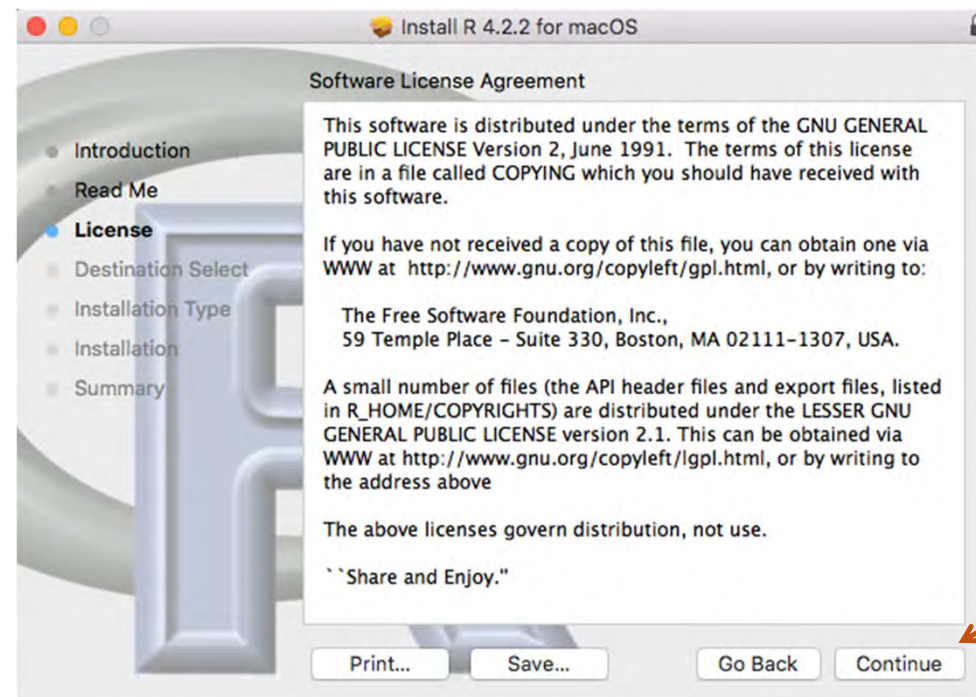 Install R 4.2.2 for macOS
Software License Agreement
Introduction
Read Me
License
Destination Select
Installation Type
Installation
Summary
This software is distributed under the terms of the GNU GENERAL
PUBLIC LICENSE Version 2, June 1991.  The terms of this license
are in a file called COPYING which you should have received with
this software.
If you have not received a copy of this file, you can obtain one via
WWW at  http://www.gnu.org/copyleft/gpl.html, or by writing to:
The Free Software Foundation, Inc.,
59 Temple Place – Suite 330, Boston, MA 02111–1307, USA.
A small number of files (the API header files and export files, listed
in R_HOME/COPYRIGHTS) are distributed under the LESSER GNU
GENERAL PUBLIC LICENSE version 2.1. This can be obtained via
WWW at http://www.gnu.org/copyleft/lgpl.html, or by writing to
the address above
The above licenses govern distribution, not use.
``Share and Enjoy.''
Print... Save... Go Back Continue